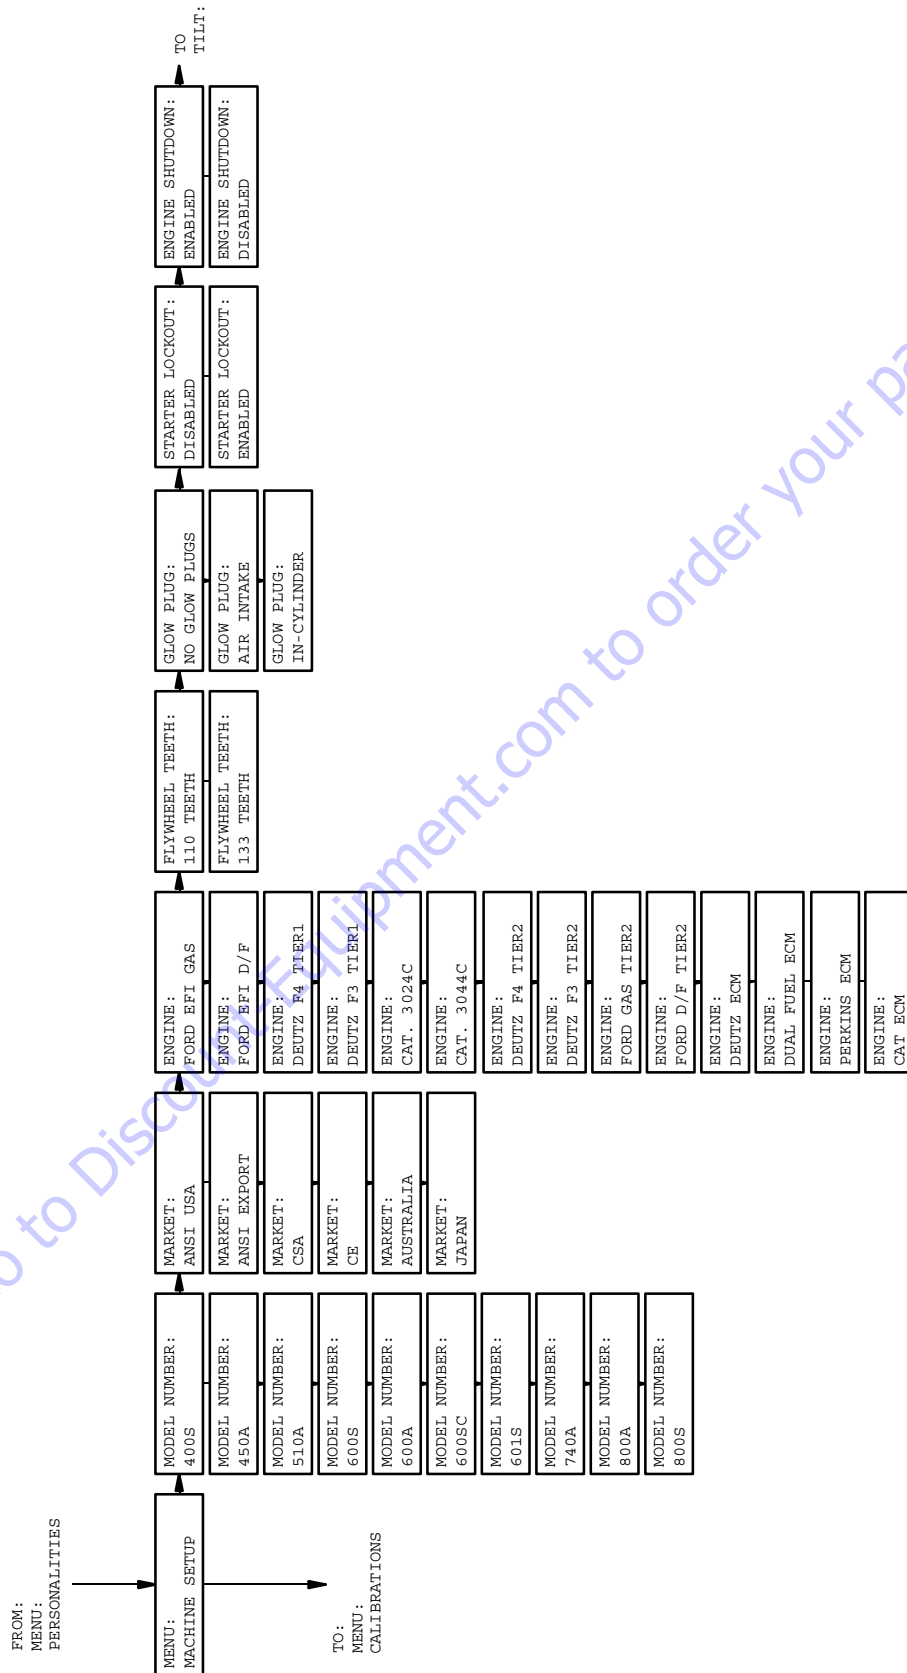 FROM:
MENU:
PERSONALITIES
MENU:
MACHINE SETUP
TO:
MENU:
CALIBRATIONS
MODEL NUMBER:
400S
MODEL NUMBER:
450A
MODEL NUMBER:
510A
MODEL NUMBER:
600S
MODEL NUMBER:
600A
MODEL NUMBER:
600SC
MODEL NUMBER:
601S
MODEL NUMBER:
740A
MODEL NUMBER:
800A
MODEL NUMBER:
800S
MARKET:
ANSI USA
MARKET:
ANSI EXPORT
MARKET:
CSA
MARKET:
CE
MARKET:
AUSTRALIA
MARKET:
JAPAN
ENGINE:
FORD EFI GAS
ENGINE:
FORD EFI D/F
ENGINE:
DEUTZ F4 TIER1
ENGINE:
DEUTZ F3 TIER1
ENGINE:
CAT. 3024C
ENGINE:
CAT. 3044C
ENGINE:
DEUTZ F4 TIER2
ENGINE:
DEUTZ F3 TIER2
ENGINE:
FORD GAS TIER2
ENGINE:
FORD D/F TIER2
ENGINE:
DEUTZ ECM
ENGINE:
DUAL FUEL ECM
ENGINE:
PERKINS ECM
ENGINE:
CAT ECM
FLYWHEEL TEETH:
110 TEETH
FLYWHEEL TEETH:
133 TEETH
GLOW PLUG:
NO GLOW PLUGS
GLOW PLUG:
AIR INTAKE
GLOW PLUG:
IN-CYLINDER
STARTER LOCKOUT:
DISABLED
STARTER LOCKOUT:
ENABLED
ENGINE SHUTDOWN:
ENABLED
ENGINE SHUTDOWN:
DISABLED
TO
TILT:
to Discount-Equipment.com to order your